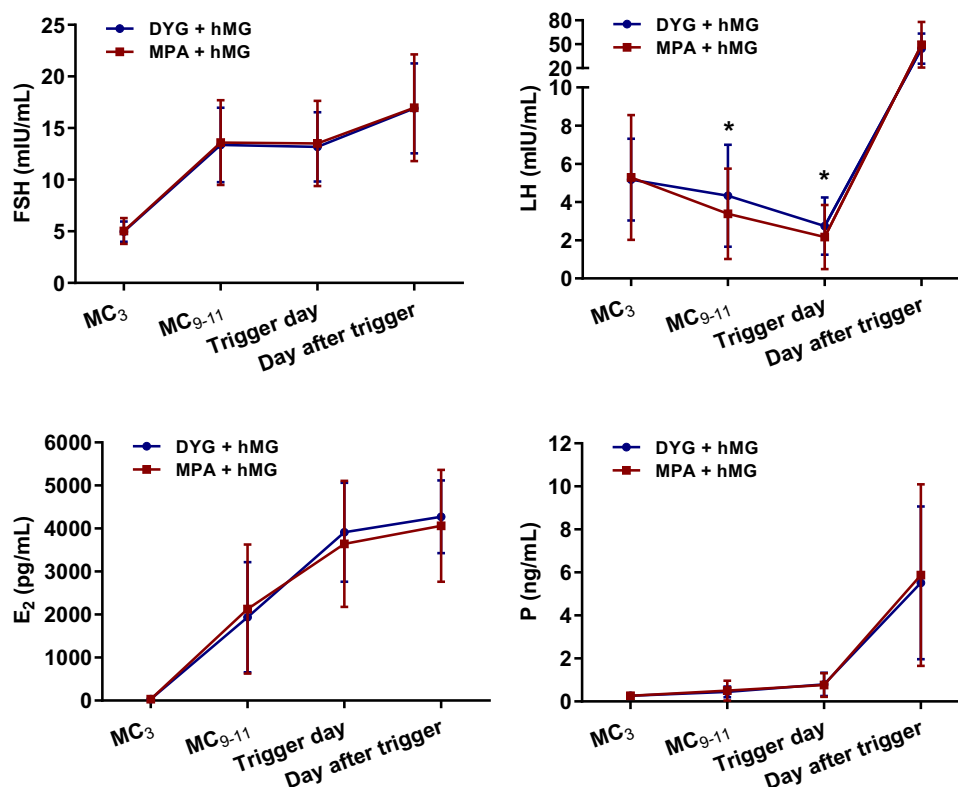 DYG + hMG
MPA + hMG
FSH (mIU/mL)
25
20
15
10
5
0
MC3
MC9-11
Trigger day
Day after trigger
DYG + hMG
MPA + hMG
LH (mIU/mL)
80
50
20
8
6
4
2
0
*
*
MC3
MC9-11
Trigger day
Day after trigger
DYG + hMG
MPA + hMG
E2 (pg/mL)
6000
5000
4000
3000
2000
1000
0
MC3
MC9-11
Trigger day
Day after trigger
DYG + hMG
MPA + hMG
P (ng/mL)
12
10
8
6
4
2
0
MC3
MC9-11
Trigger day
Day after trigger